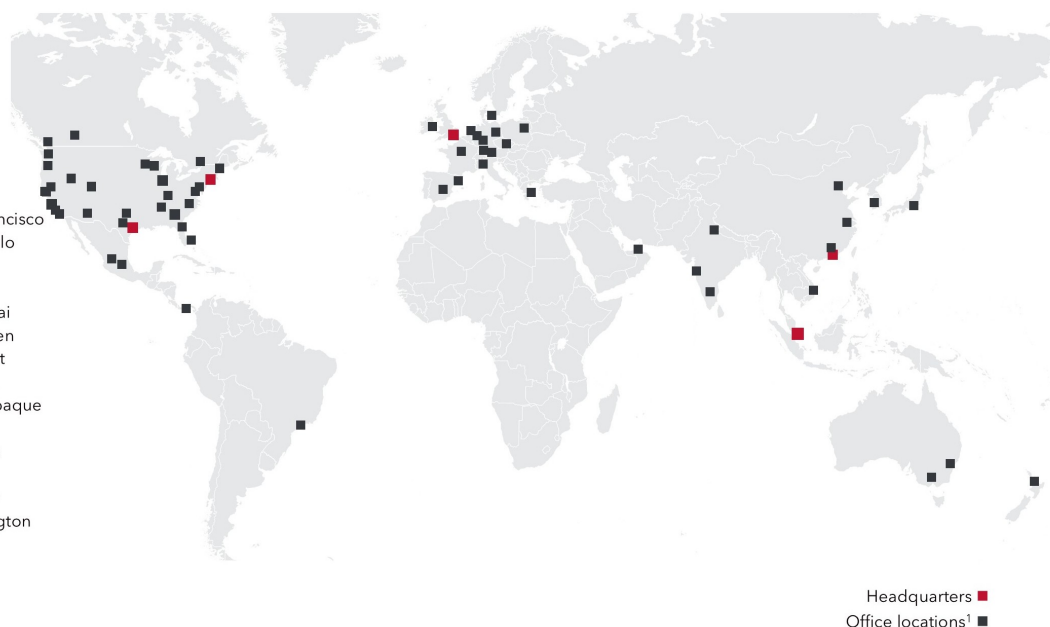 ncisco
lo
ai
en
t
paque
gton
Headquarters
Office locations¹